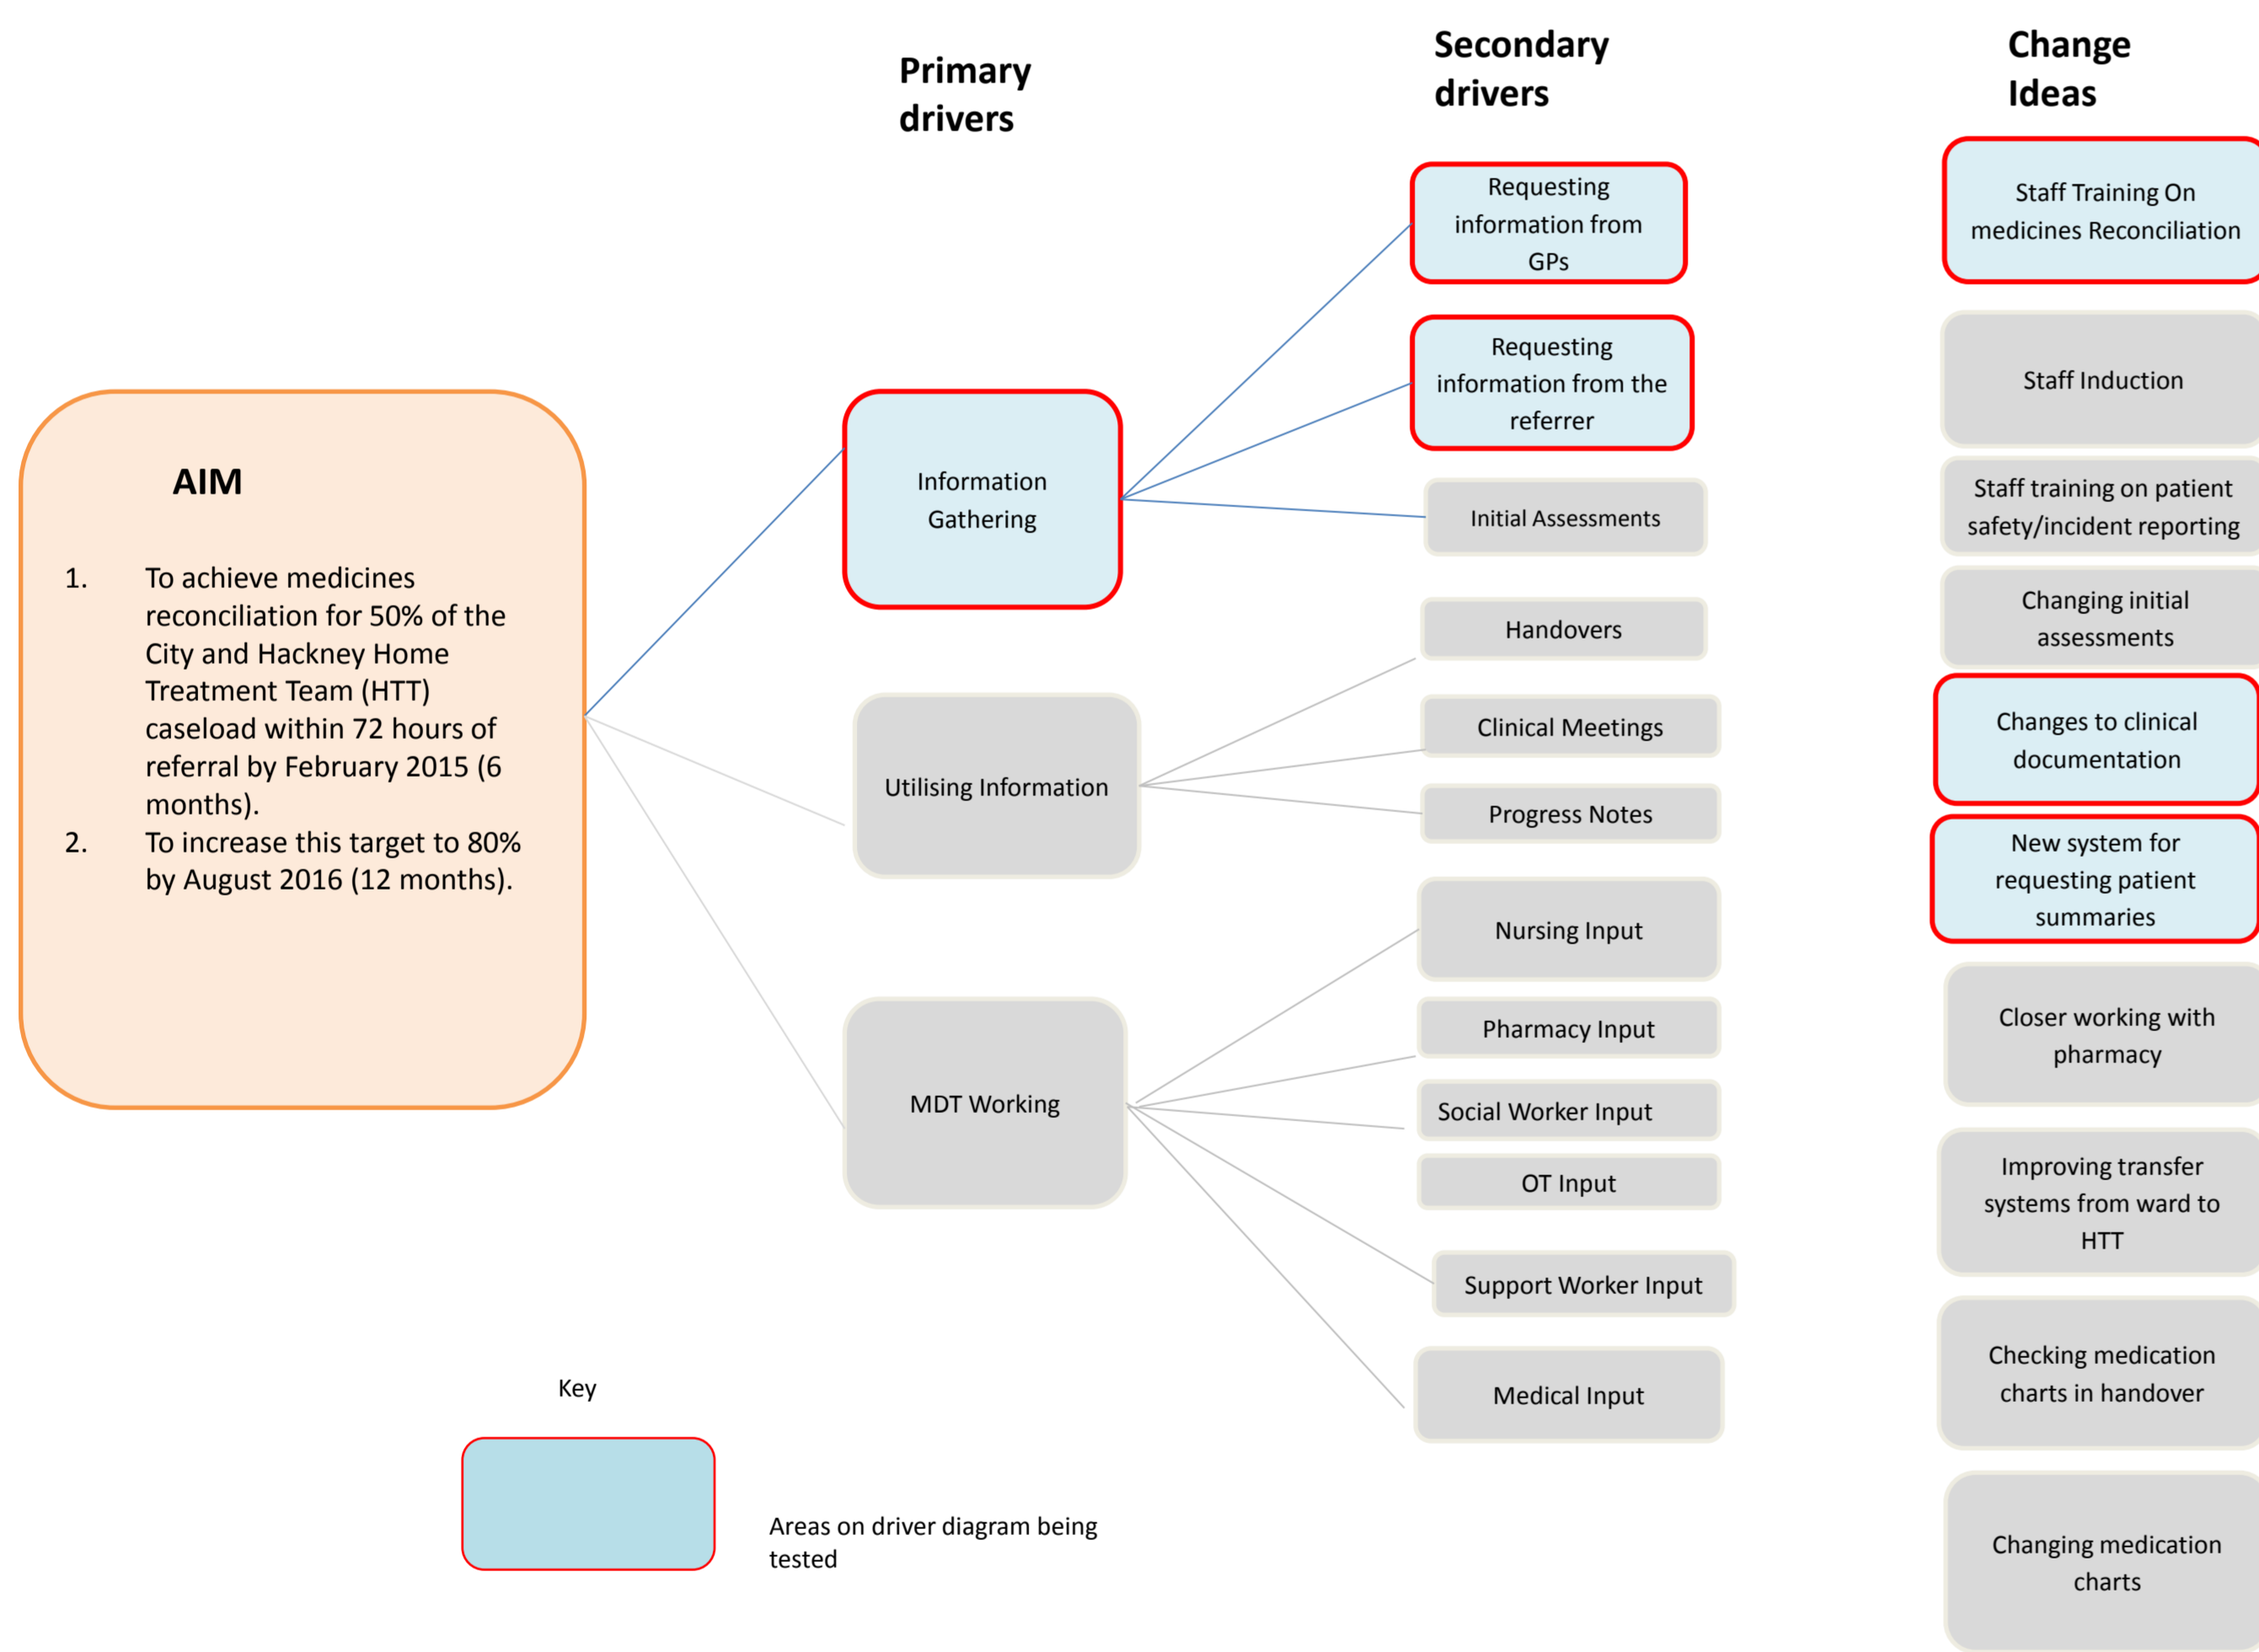 Primary
drivers
Secondary
drivers
Change
Ideas
AIM
1. To achieve medicines
reconciliation for 50% of the
City and Hackney Home
Treatment Team (HTT)
caseload within 72 hours of
referral by February 2015 (6
months).
2. To increase this target to 80%
by August 2016 (12 months).
Information
Gathering
Utilising Information
MDT Working
Requesting
information from
GPs
Requesting
information from the
referrer
Initial Assessments
Handovers
Clinical Meetings
Progress Notes
Nursing Input
Pharmacy Input
Social Worker Input
OT Input
Support Worker Input
Medical Input
Staff Training On
medicines Reconciliation
Staff Induction
Staff training on patient
safety/incident reporting
Changing initial
assessments
Changes to clinical
documentation
New system for
requesting patient
summaries
Closer working with
pharmacy
Improving transfer
systems from ward to
HTT
Checking medication
charts in handover
Changing medication
charts
Key
Areas on driver diagram being
tested